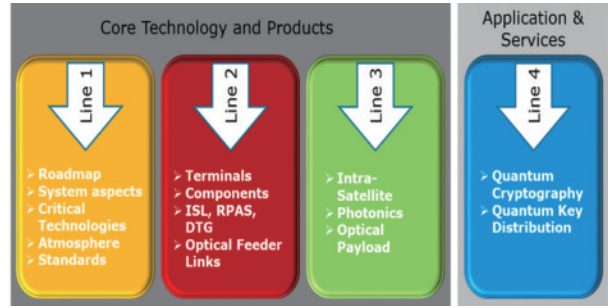 Core Technology and Products
Application &
Services
Line 1
Line 2
Line 3
Line 4
➢ Roadmap
➢ System aspects
➢ Critical
Technologies
➢ Atmosphere
➢ Standards
➢ Terminals
➢ Components
➢ ISL, RPAS,
DTG
➢ Optical Feeder
Links
➢ Intra-
Satellite
➢ Photonics
➢ Optical
Payload
➢ Quantum
Cryptography
➢ Quantum Key
Distribution